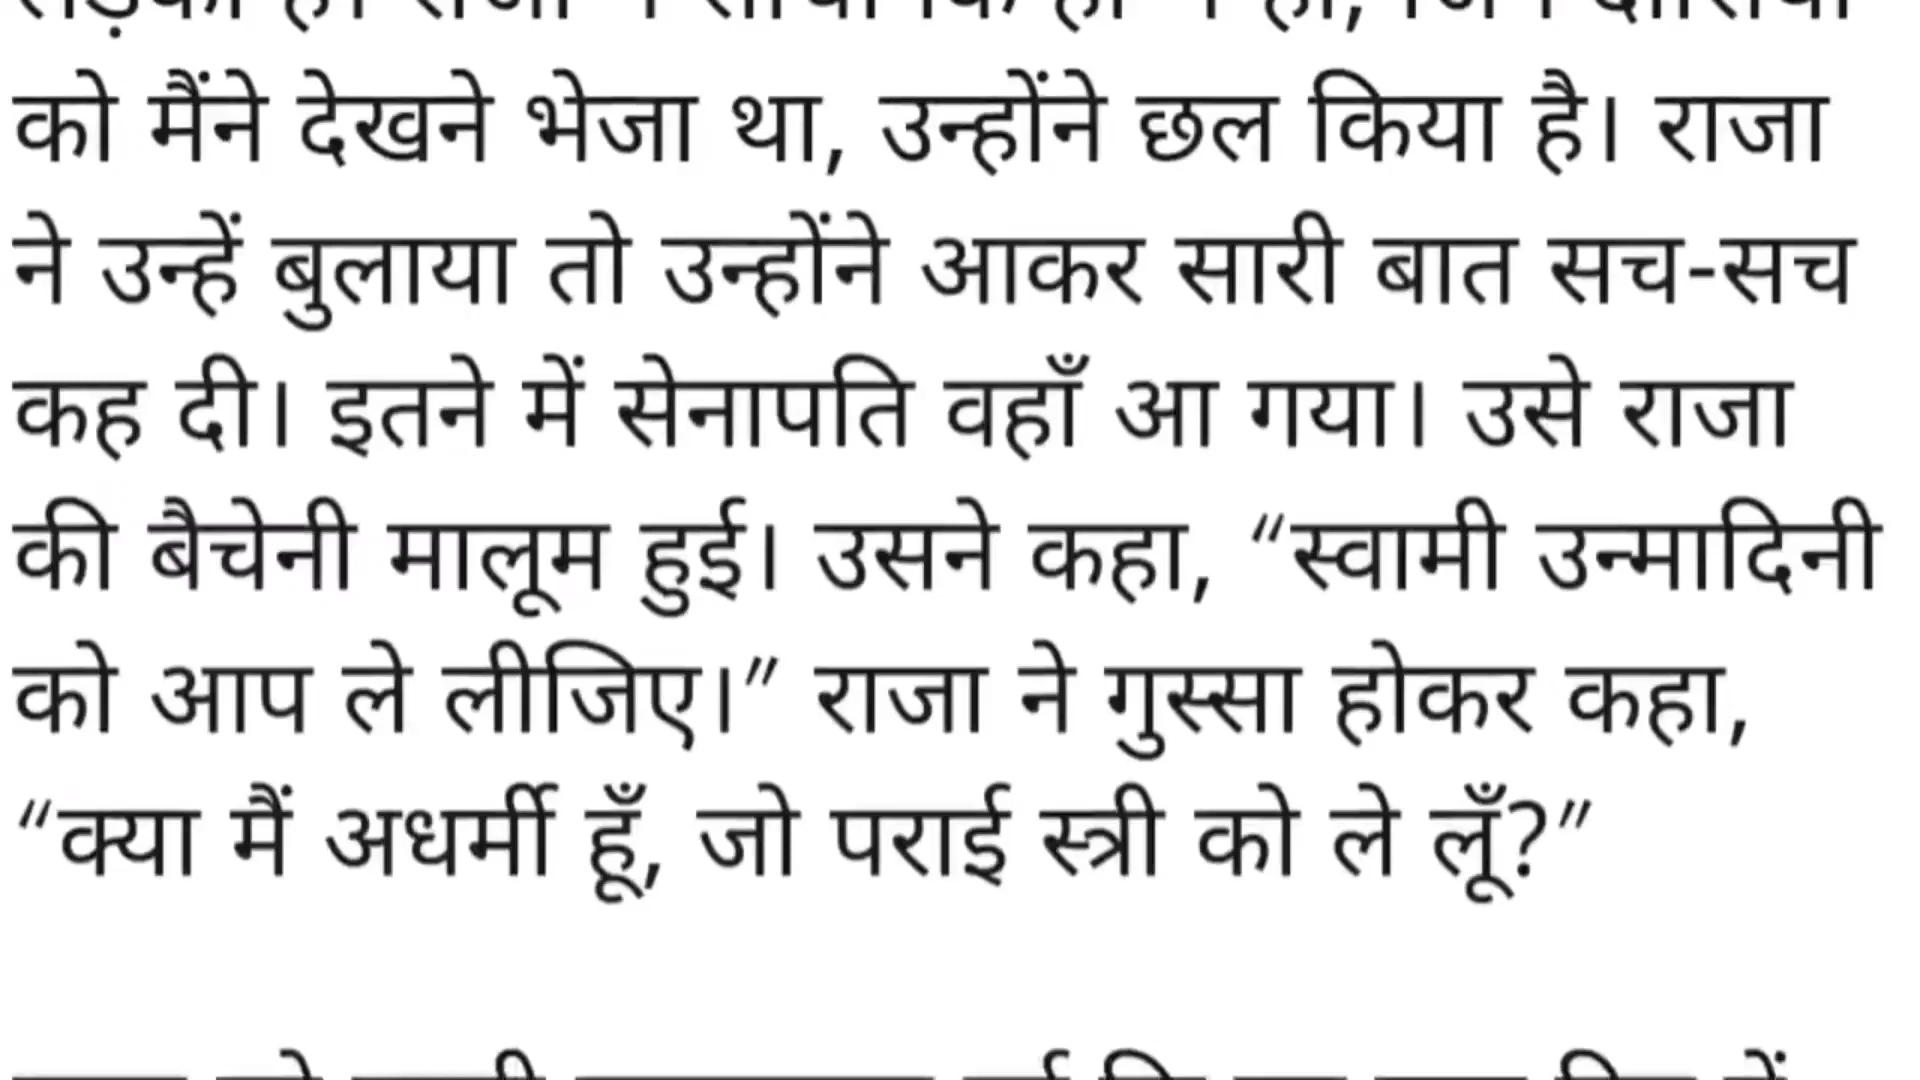 को मैंने देखने भेजा था, उन्होंने छल किया है। राजा
ने उन्हें बुलाया तो उन्होंने आकर सारी बात सच-सच
कह दी। इतने में सेनापति वहाँ आ गया। उसे राजा
की बैचेनी मालूम हुई। उसने कहा, “स्वामी उन्मादिनी
को आप ले लीजिए।” राजा ने गुस्सा होकर कहा,
“क्या मैं अधर्मी हूँ, जो पराई स्त्री को ले लूँ?”